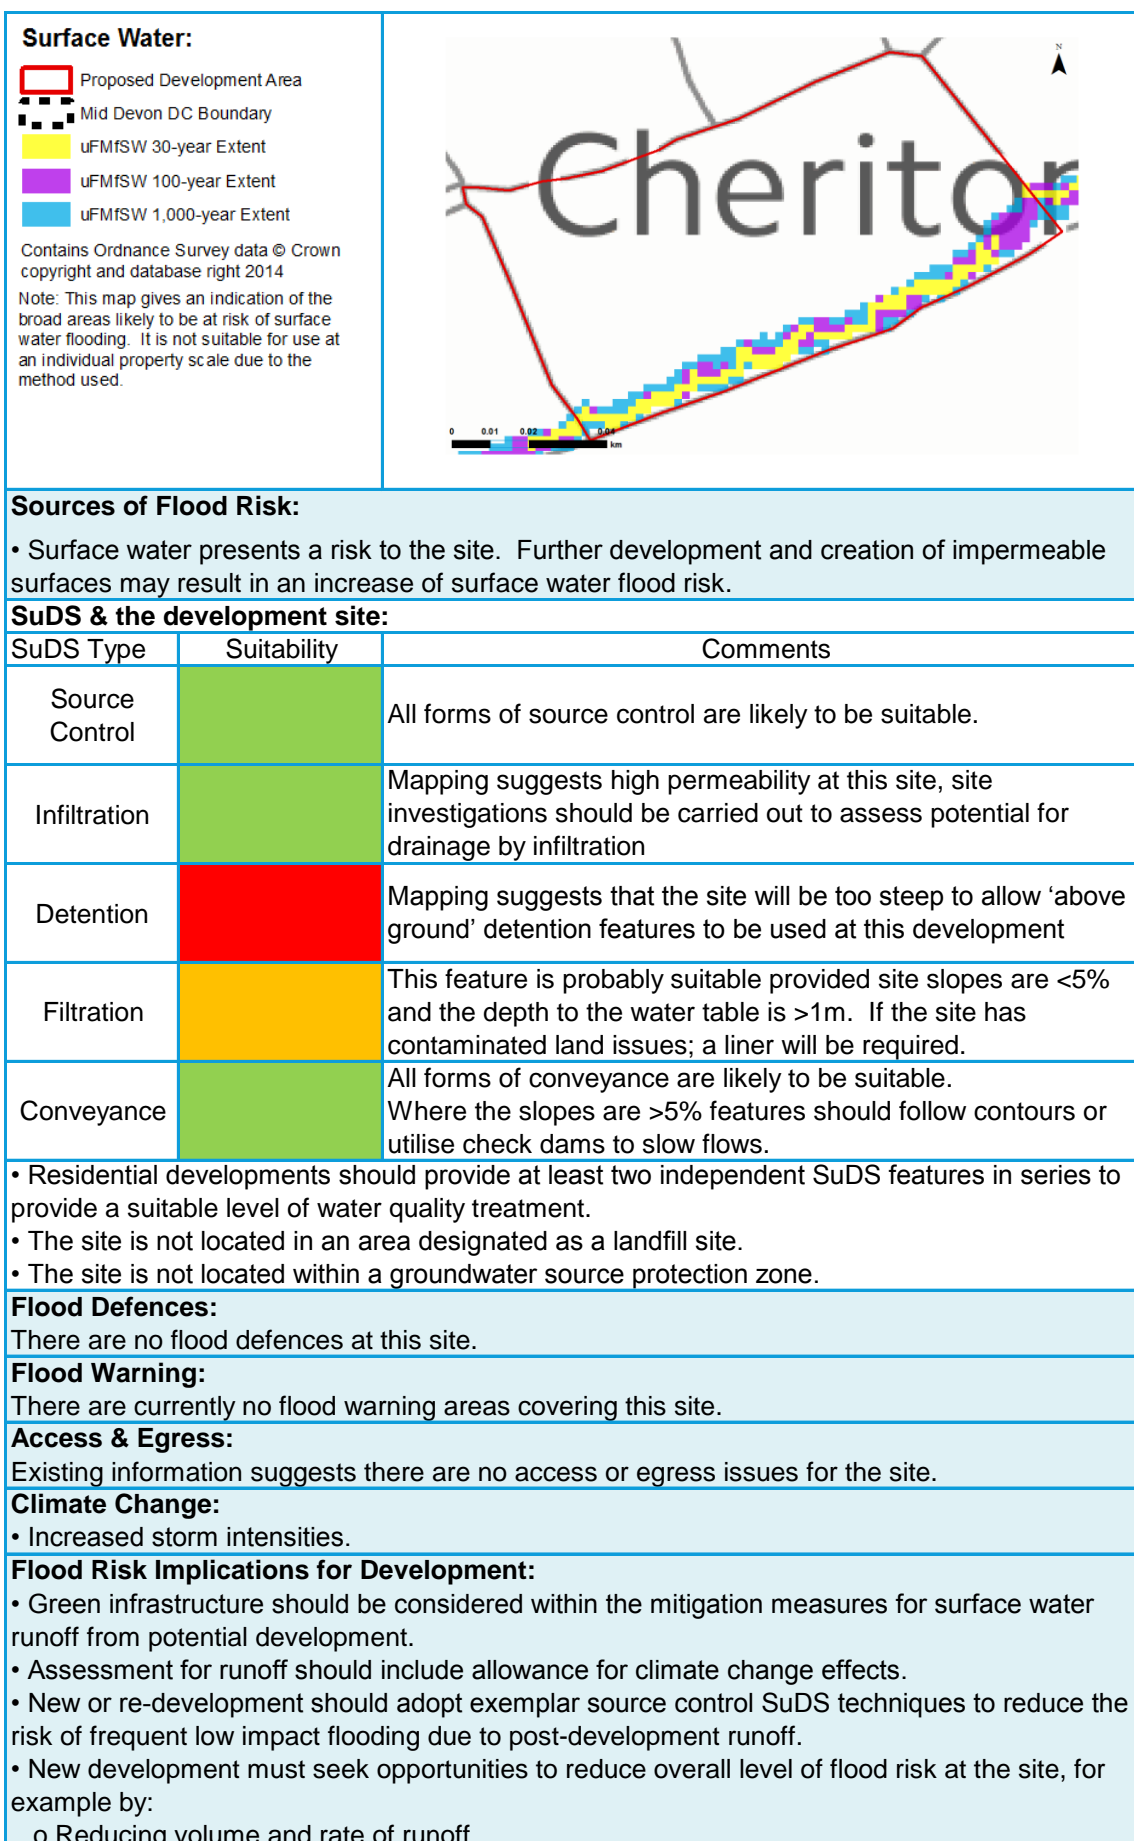 Surface Water:
Proposed Development Area
Mid Devon DC Boundary
uFMfSW 30-year Extent
uFMfSW 100-year Extent
uFMfSW 1,000-year Extent
Contains Ordnance Survey data © Crown
copyright and database right 2014
Note: This map gives an indication of the
broad areas likely to be at risk of surface
water flooding.  It is not suitable for use at
an individual property scale due to the
method used.
N
Cheriton
0 0.01 0.02 0.04
km
Sources of Flood Risk:
• Surface water presents a risk to the site.  Further development and creation of impermeable
surfaces may result in an increase of surface water flood risk.
SuDS & the development site:
SuDS Type Suitability Comments
Source
Control
All forms of source control are likely to be suitable.
Infiltration
Mapping suggests high permeability at this site, site
investigations should be carried out to assess potential for
drainage by infiltration
Detention
Mapping suggests that the site will be too steep to allow ‘above
ground’ detention features to be used at this development
Filtration
This feature is probably suitable provided site slopes are <5%
and the depth to the water table is >1m.  If the site has
contaminated land issues; a liner will be required.
Conveyance
All forms of conveyance are likely to be suitable.
Where the slopes are >5% features should follow contours or
utilise check dams to slow flows.
• Residential developments should provide at least two independent SuDS features in series to
provide a suitable level of water quality treatment.
• The site is not located in an area designated as a landfill site.
• The site is not located within a groundwater source protection zone.
Flood Defences:
There are no flood defences at this site.
Flood Warning:
There are currently no flood warning areas covering this site.
Access & Egress:
Existing information suggests there are no access or egress issues for the site.
Climate Change:
• Increased storm intensities.
Flood Risk Implications for Development:
• Green infrastructure should be considered within the mitigation measures for surface water
runoff from potential development.
• Assessment for runoff should include allowance for climate change effects.
• New or re-development should adopt exemplar source control SuDS techniques to reduce the
risk of frequent low impact flooding due to post-development runoff.
• New development must seek opportunities to reduce overall level of flood risk at the site, for
example by:
o Reducing volume and rate of runoff